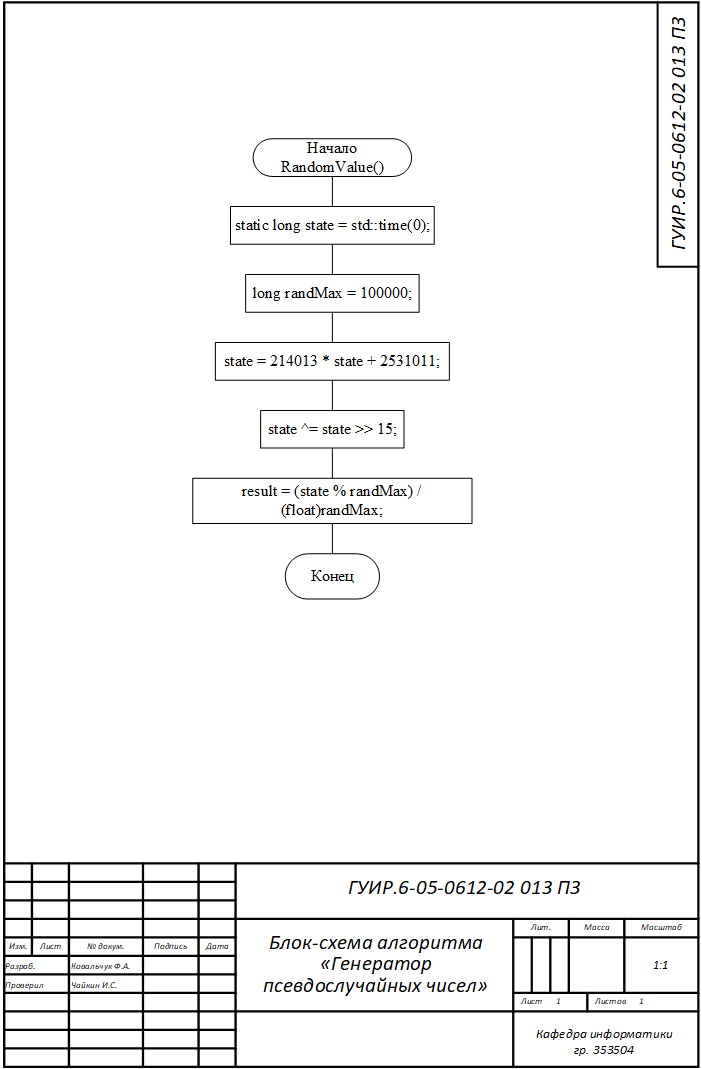 ГУИР.6-05-0612-02 013 ПЗ
Начало
RandomValue()
static long state = std::time(0);
long randMax = 100000;
state = 214013 * state + 2531011;
state ^= state >> 15;
result = (state % randMax) /
(float)randMax;
Конец
ГУИР.6-05-0612-02 013 ПЗ
Изм. Лист № докум. Подпись Дата
Разраб. Ковальчук Ф.А.
Проверил Чайкин И.С.
Блок-схема алгоритма
«Генератор
псевдослучайных чисел»
Лит. Масса Масштаб
1:1
Лист 1 Листов 1
Кафедра информатики
гр. 353504